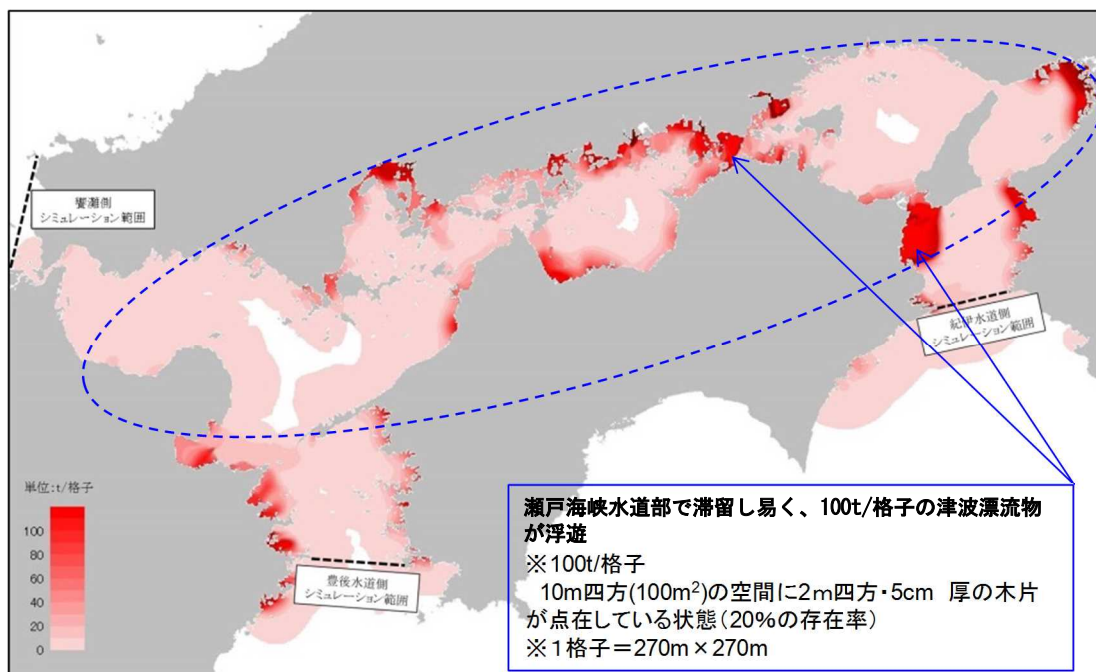 響灘側
シミュレーション範囲
紀伊水道側
シミュレーション範囲
単位:t/格子
100
80
60
40
20
0
豊後水道側
シミュレーション範囲
瀬戸海峡水道部で滞留し易く、100t/格子の津波漂流物
が浮遊
※100t/格子
10m四方(100m²)の空間に2m四方・5cm 厚の木片
が点在している状態(20%の存在率)
※1格子=270m×270m